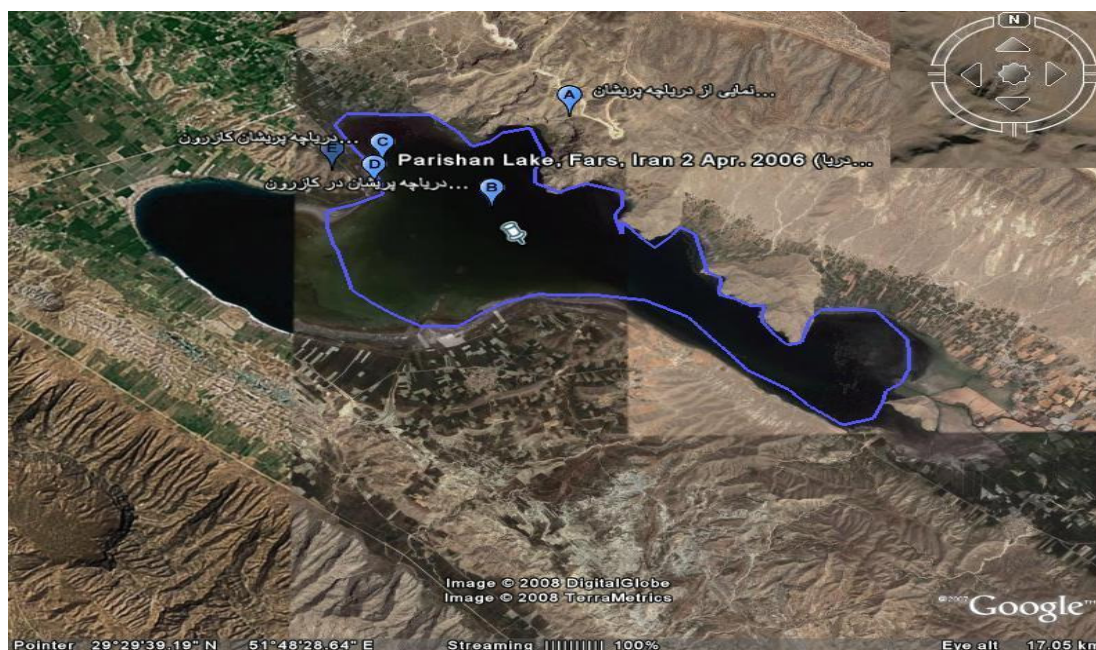 N
A
نمایی از دریاچه پریشان...
دریاچه پریشان کازرون...
C
E
D
Parishan Lake, Fars, Iran 2 Apr. 2006 (دریا...
دریاچه پریشان در کازرون...
B
Image © 2008 DigitalGlobe
Image © 2008 TerraMetrics
©2007 Google™
Pointer 29°29'39.19" N 51°48'28.64" E Streaming |||||||||| 100% Eye alt 17.05 km